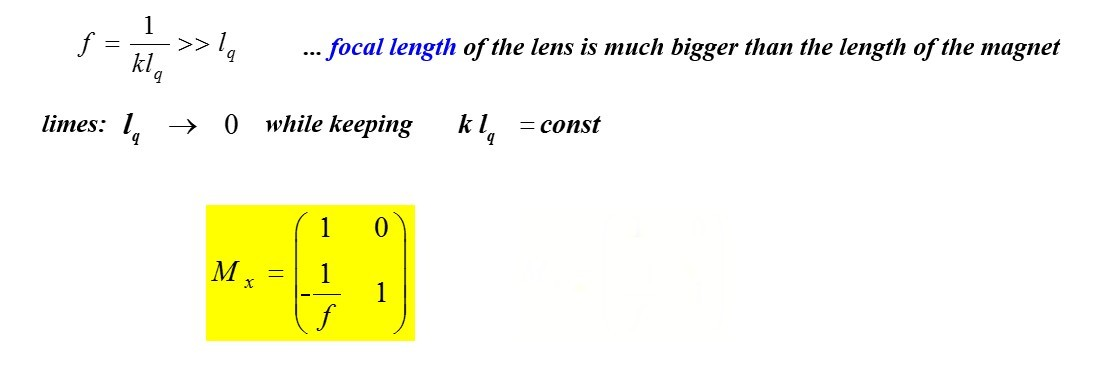 f = 1/(kl_q) >> l_q ... focal length of the lens is much bigger than the length of the magnet
limes: l_q → 0 while keeping k l_q = const
M_x = ( 1 0
-1/f 1 )